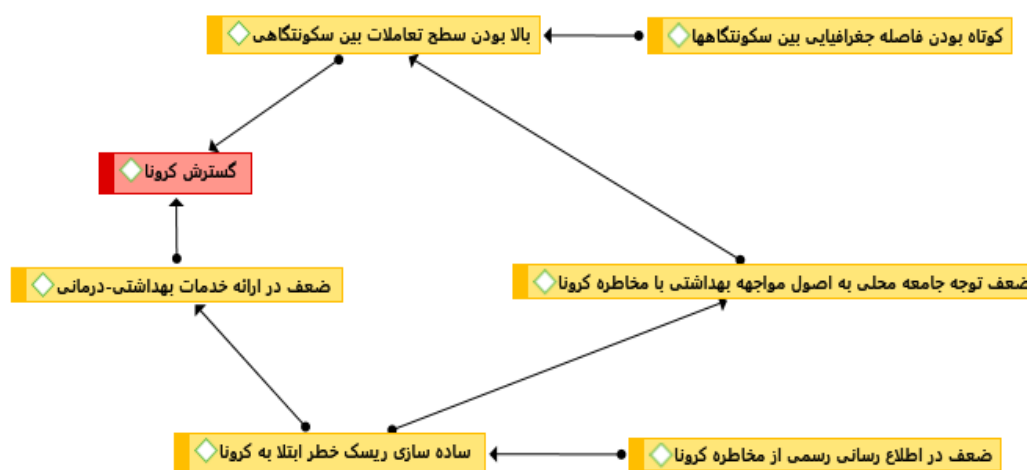 کوتاه بودن فاصله جغرافیایی بین سکونتگاهها
بالا بودن سطح تعاملات بین سکونتگاهی
گسترش کرونا
ضعف توجه جامعه محلی به اصول مواجهه بهداشتی با مخاطره کرونا
ضعف در ارائه خدمات بهداشتی-درمانی
ضعف در اطلاع رسانی رسمی از مخاطره کرونا
ساده سازی ریسک خطر ابتلا به کرونا